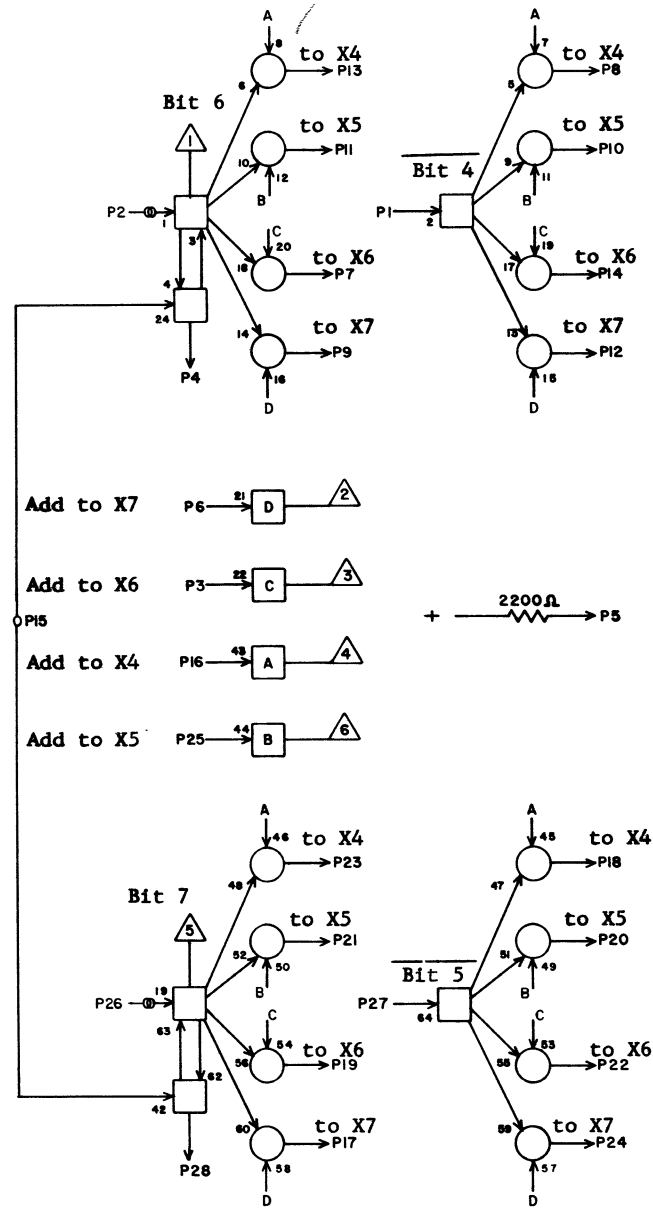 A A
8 to X4 7 to X4
6 P13 5 P8
Bit 6
1 to X5 to X5
10 P11 9 P10
12 Bit 4 11
B B
P2 1 P1 2
3 C 20 C 19
4 18 to X6 17 to X6
P7 P14
24
14 to X7 13 to X7
P9 P12
P4 16 15
D D
Add to X7 P6 21 D 2
Add to X6 P3 22 C 3
P15 + 2200Ω P5
Add to X4 P16 43 A 4
Add to X5 P25 44 B 6
A A
46 to X4 45 to X4
48 P23 47 P18
Bit 7
5 to X5 to X5
52 P21 51 P20
50 Bit 5 49
B B
P26 19 P27 64
63 C 54 C 53
62 56 to X6 55 to X6
P19 P22
42
60 to X7 59 to X7
P17 P24
P28 58 57
D D